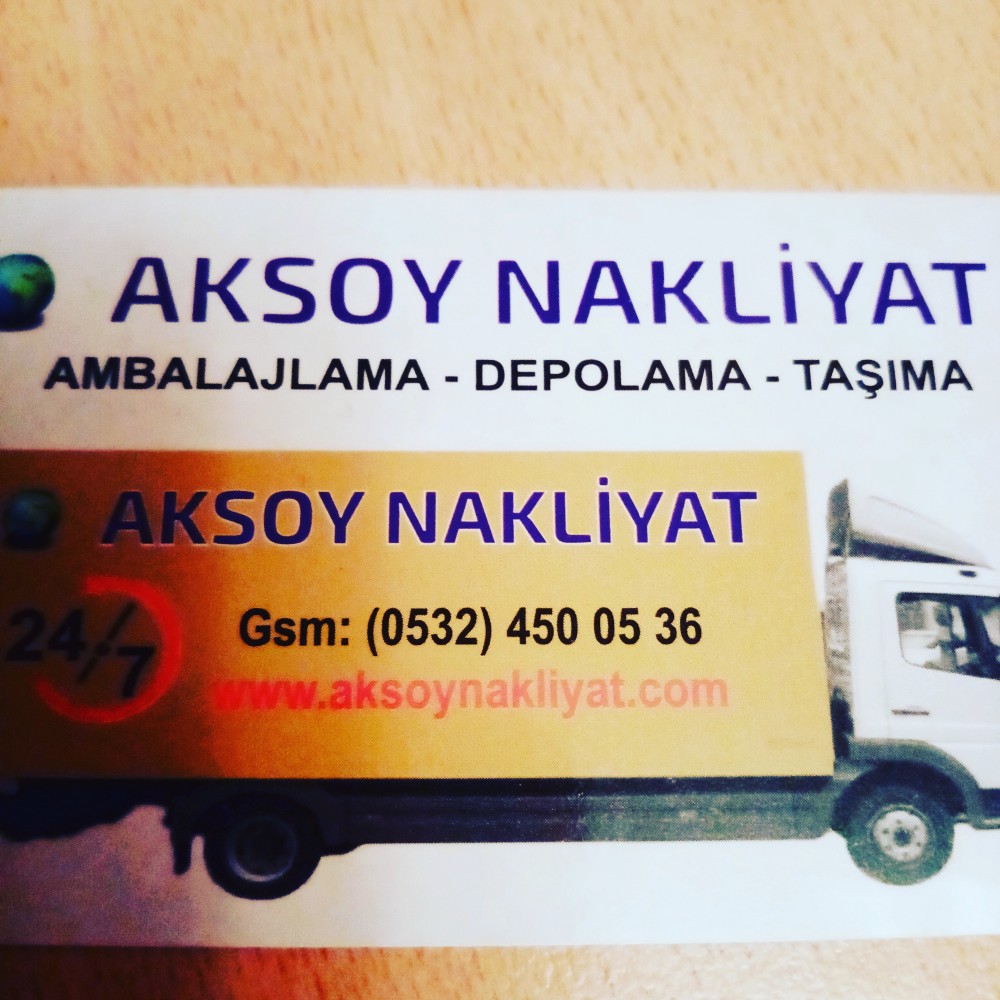 AKSOY NAKLİYAT
AMBALAJLAMA - DEPOLAMA - TAŞIMA
AKSOY NAKLİYAT
24/7
Gsm: (0532) 450 05 36
www.aksoynakliyat.com